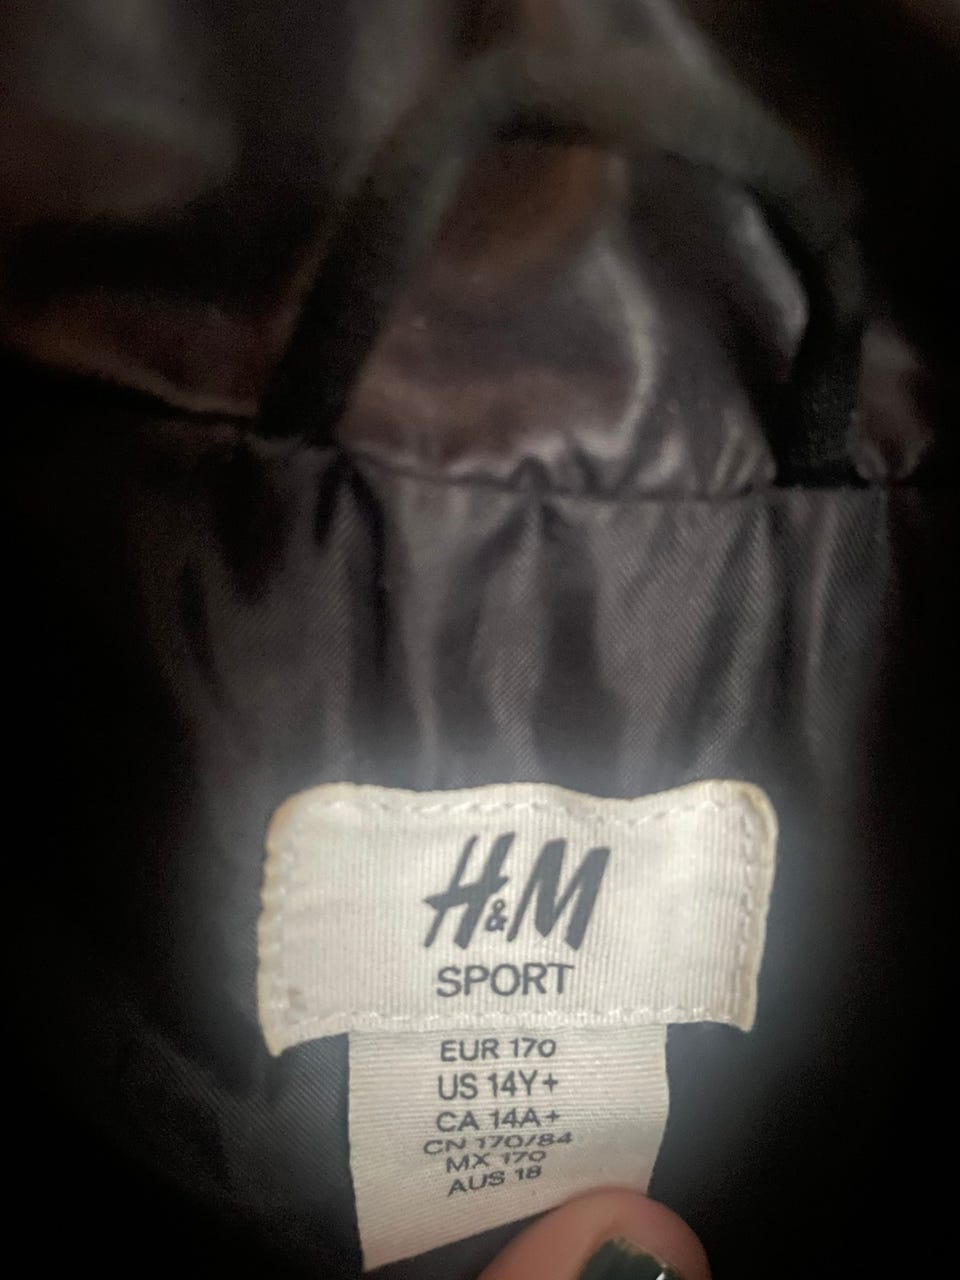 H&M
SPORT
EUR 170
US 14Y+
CA 14A+
CN 170/84
MX 170
AUS 18